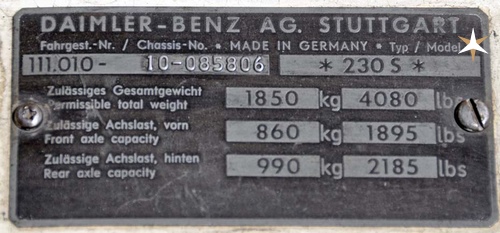 DAIMLER-BENZ AG. STUTTGART
Fahrgest.-Nr. / Chassis-No. • MADE IN GERMANY • Typ / Model
111.010- 10-085806 * 230 S *
Zulässiges Gesamtgewicht
Permissible total weight 1850 kg 4080 lbs
Zulässige Achslast, vorn
Front axle capacity 860 kg 1895 lbs
Zulässige Achslast, hinten
Rear axle capacity 990 kg 2185 lbs